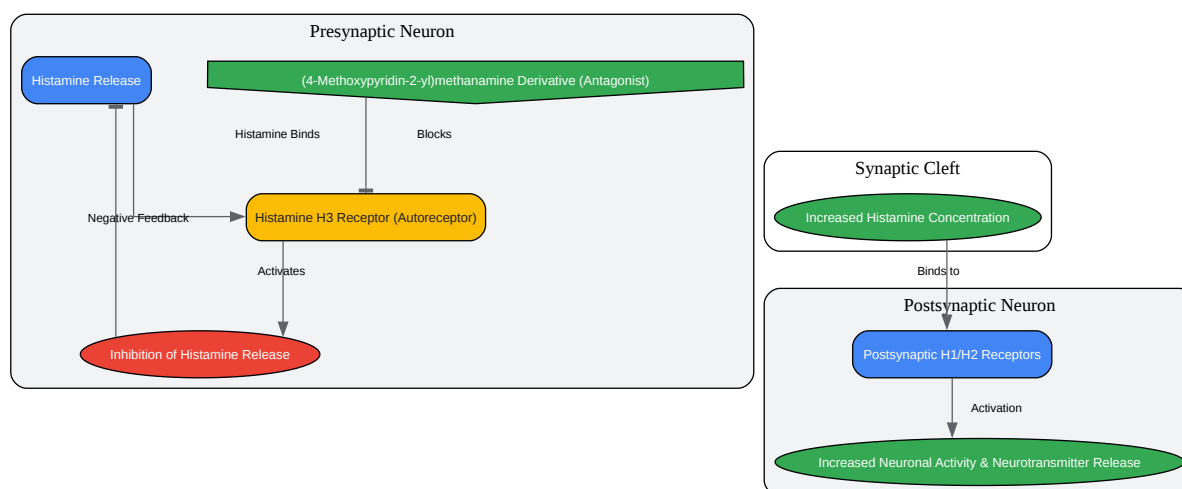 Presynaptic Neuron
Histamine Release
(4-Methoxypyridin-2-yl)methanamine Derivative (Antagonist)
Histamine Binds
Blocks
Negative Feedback
Histamine H3 Receptor (Autoreceptor)
Activates
Inhibition of Histamine Release
Synaptic Cleft
Increased Histamine Concentration
Binds to
Postsynaptic Neuron
Postsynaptic H1/H2 Receptors
Activation
Increased Neuronal Activity & Neurotransmitter Release